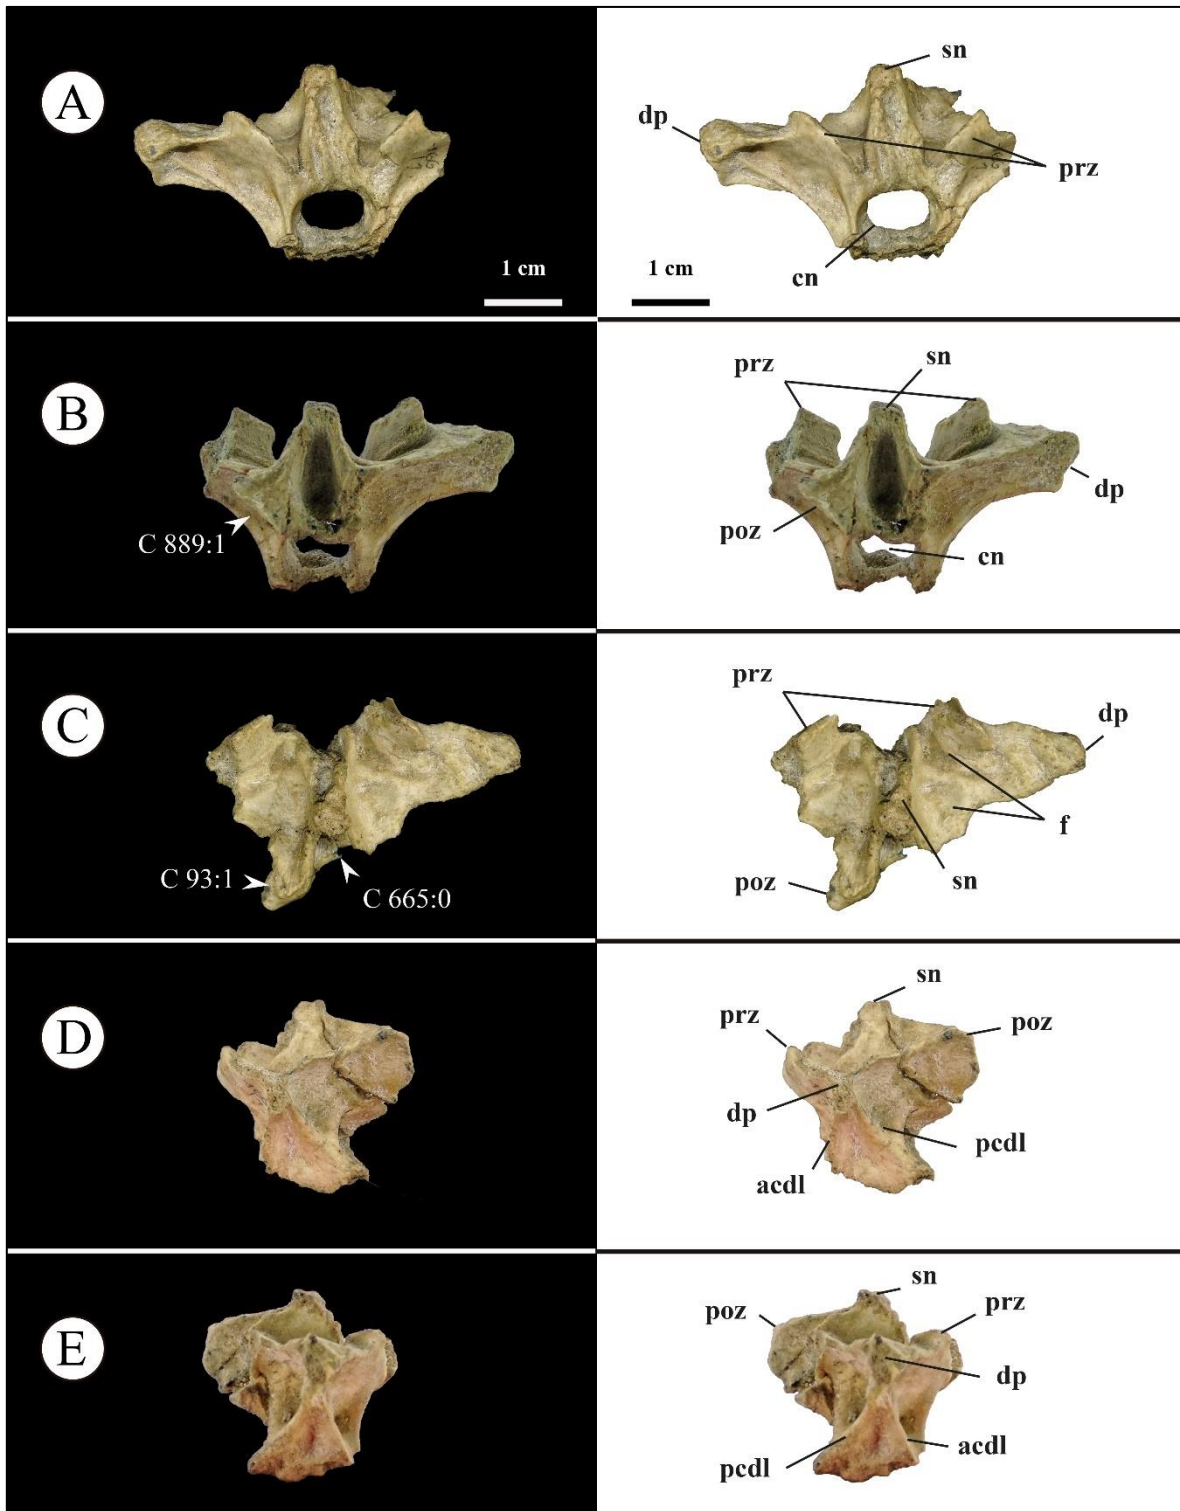 A
1 cm
sn
dp
prz
cn
1 cm
B
C 889:1
prz
sn
dp
poz
cn
C
C 93:1
C 665:0
prz
dp
f
sn
poz
D
sn
prz
poz
dp
pcdl
acdl
E
sn
poz
prz
dp
acdl
pcdl